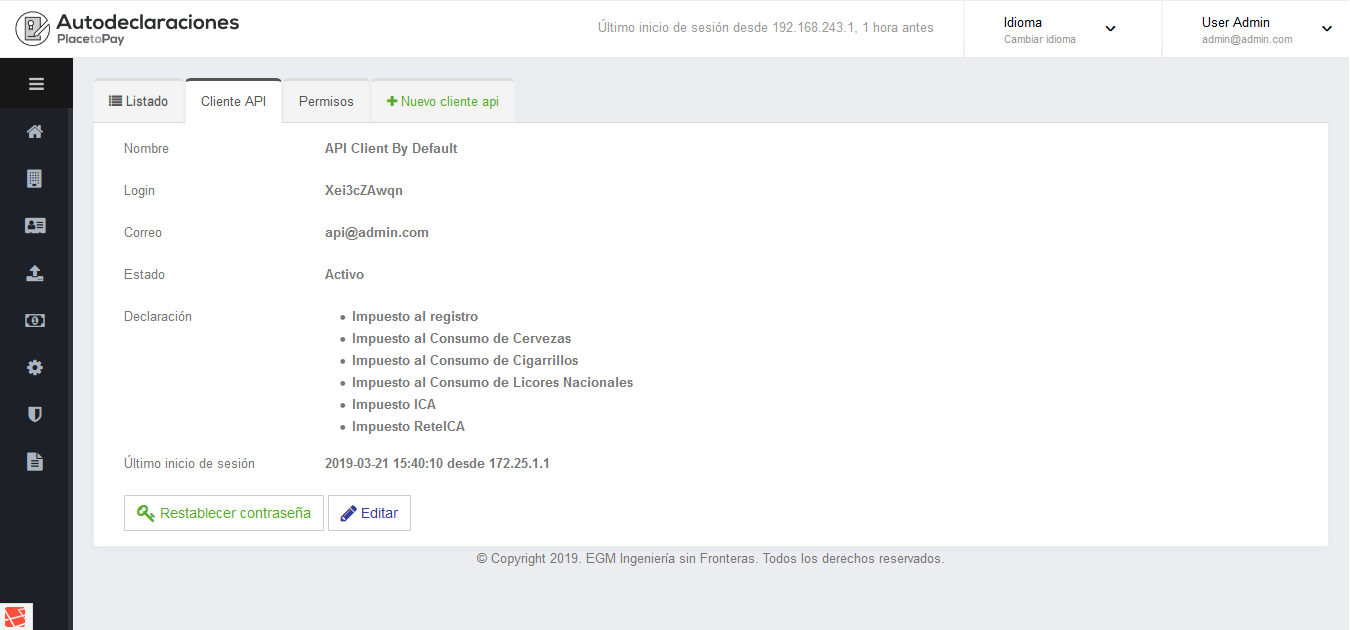 Autodeclaraciones
PlacetoPay
Último inicio de sesión desde 192.168.243.1, 1 hora antes
Idioma
Cambiar idioma
User Admin
admin@admin.com
Listado
Cliente API
Permisos
Nuevo cliente api
Nombre API Client By Default
Login Xei3cZAwqn
Correo api@admin.com
Estado Activo
Declaración
Impuesto al registro
Impuesto al Consumo de Cervezas
Impuesto al Consumo de Cigarrillos
Impuesto al Consumo de Licores Nacionales
Impuesto ICA
Impuesto ReteICA
Último inicio de sesión 2019-03-21 15:40:10 desde 172.25.1.1
Restablecer contraseña
Editar
© Copyright 2019. EGM Ingeniería sin Fronteras. Todos los derechos reservados.